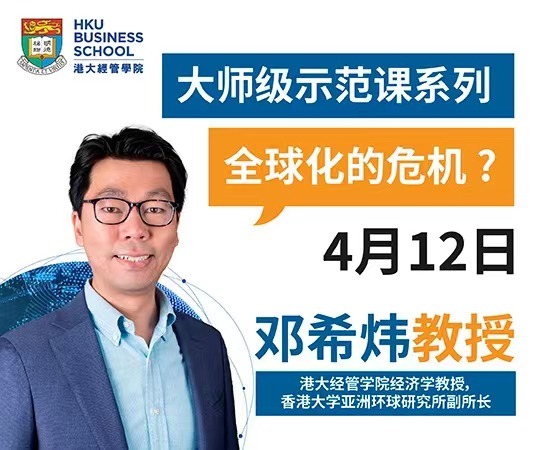 HKU
BUSINESS
SCHOOL
港大經管學院
大师级示范课系列
全球化的危机？
4月12日
邓希炜教授
港大经管学院经济学教授，
香港大学亚洲环球研究所副所长